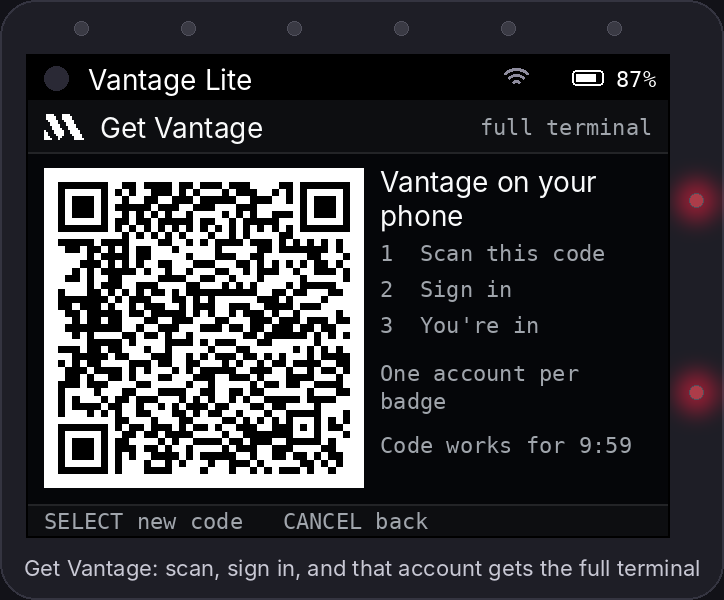 Vantage Lite
87%
Get Vantage
full terminal
Vantage on your
phone
1 Scan this code
2 Sign in
3 You're in
One account per
badge
Code works for 9:59
SELECT new code CANCEL back
Get Vantage: scan, sign in, and that account gets the full terminal